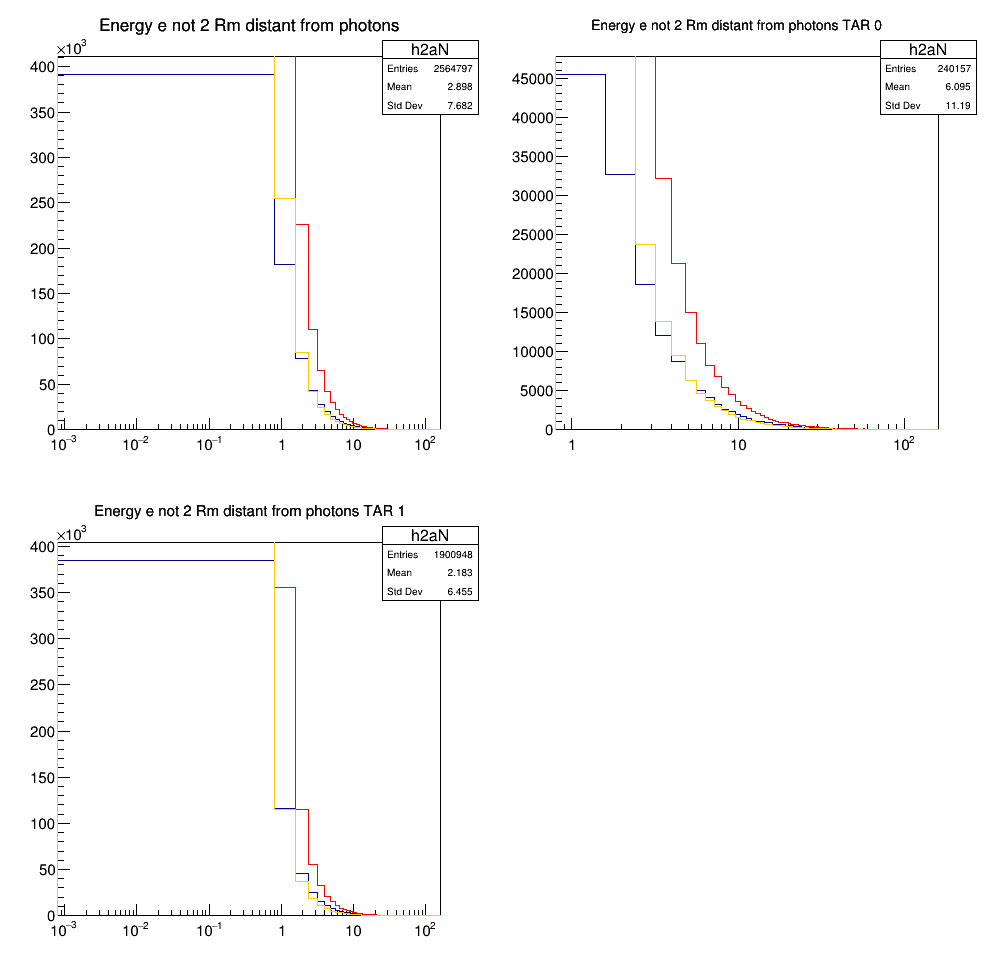 Energy e not 2 Rm distant from photons
×10³
h2aN
Entries 2564797
Mean 2.898
Std Dev 7.682
400
350
300
250
200
150
100
50
0
10⁻³ 10⁻² 10⁻¹ 1 10 10²
Energy e not 2 Rm distant from photons TAR 0
h2aN
Entries 240157
Mean 6.095
Std Dev 11.19
45000
40000
35000
30000
25000
20000
15000
10000
5000
0
1 10 10²
Energy e not 2 Rm distant from photons TAR 1
×10³
h2aN
Entries 1900948
Mean 2.183
Std Dev 6.455
400
350
300
250
200
150
100
50
0
10⁻³ 10⁻² 10⁻¹ 1 10 10²